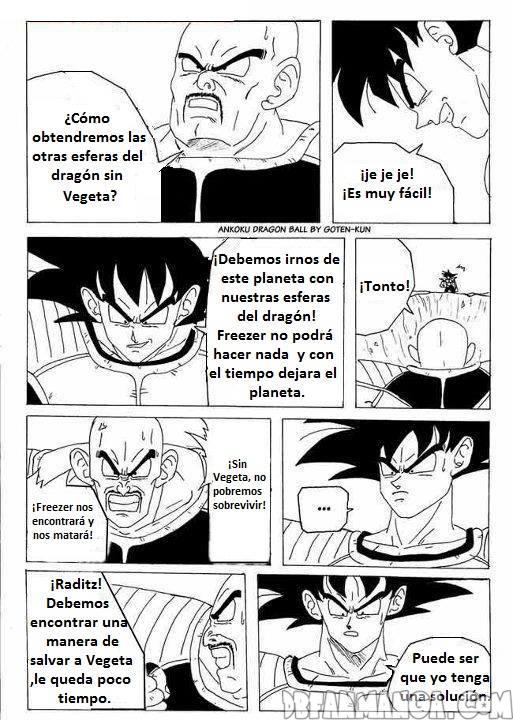 ¿Cómo
obtendremos las
otras esferas del
dragón sin
Vegeta?
¡je je je!
¡Es muy fácil!
ANKOKU DRAGON BALL BY GOTEN-KUN
¡Debemos irnos de
este planeta con
nuestras esferas
del dragón!
Freezer no podrá
hacer nada y con
el tiempo dejara el
planeta.
¡Tonto!
¡Freezer nos
encontrará y
nos matará!
¡Sin
Vegeta, no
pobremos
sobrevivir!
...
¡Raditz!
Debemos
encontrar una
manera de
salvar a Vegeta
,le queda poco
tiempo.
Puede ser
que yo tenga
una solución.
DBFANMANGA.COM